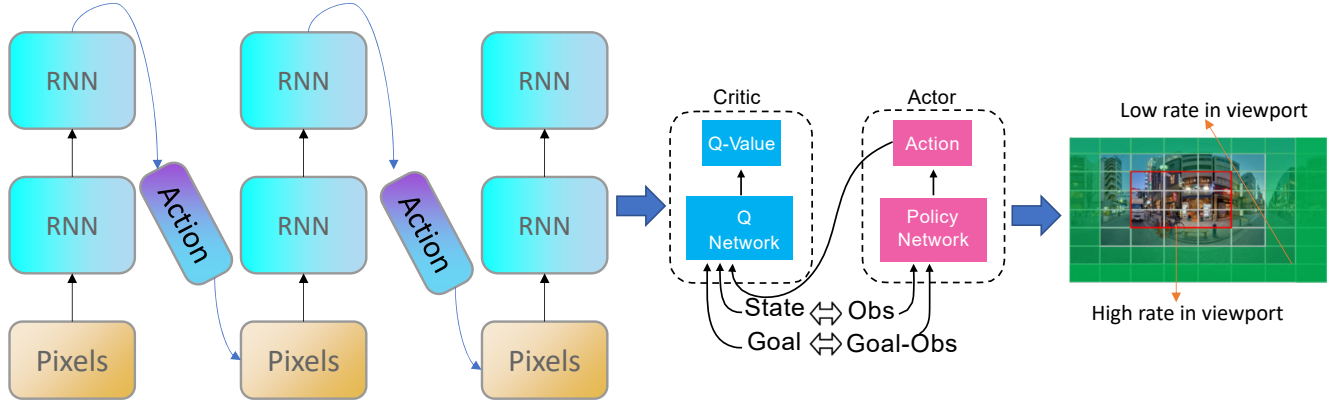 RNN
RNN
Pixels
Action
RNN
RNN
Pixels
Action
RNN
RNN
Pixels
Critic
Q-Value
Q
Network
Actor
Action
Policy
Network
State ⇔ Obs
Goal ⇔ Goal-Obs
Low rate in viewport
High rate in viewport